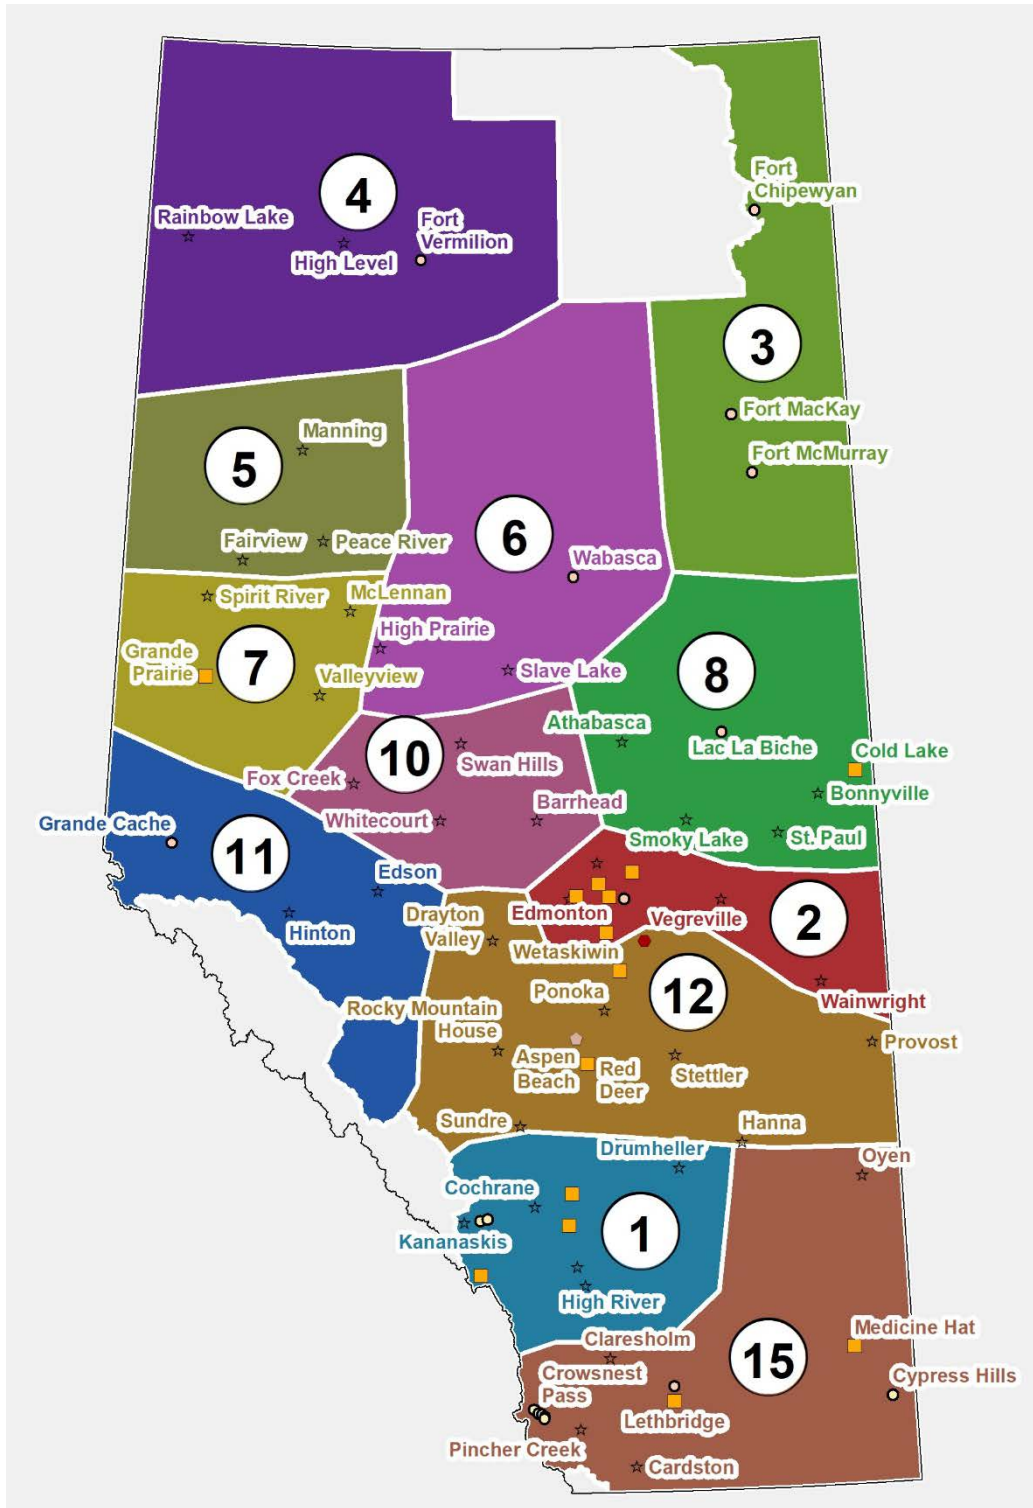 Fort
Chipewyan
4
Rainbow Lake
Fort
Vermilion
High Level
3
Fort MacKay
Manning
5
Fort McMurray
6
Fairview
Peace River
Wabasca
Spirit River
McLennan
High Prairie
Grande
Prairie
7
Valleyview
Slave Lake
8
Athabasca
Lac La Biche
Cold Lake
10
Swan Hills
Fox Creek
Bonnyville
Barrhead
Whitecourt
Grande Cache
Smoky Lake
St. Paul
11
Edson
Edmonton
Vegreville
2
Hinton
Drayton
Valley
Wetaskiwin
Ponoka
12
Wainwright
Rocky Mountain
House
Provost
Aspen
Beach
Red
Deer
Stettler
Sundre
Hanna
Drumheller
Oyen
Cochrane
Kananaskis
1
High River
Claresholm
Medicine Hat
15
Crowsnest
Pass
Cypress Hills
Lethbridge
Pincher Creek
Cardston